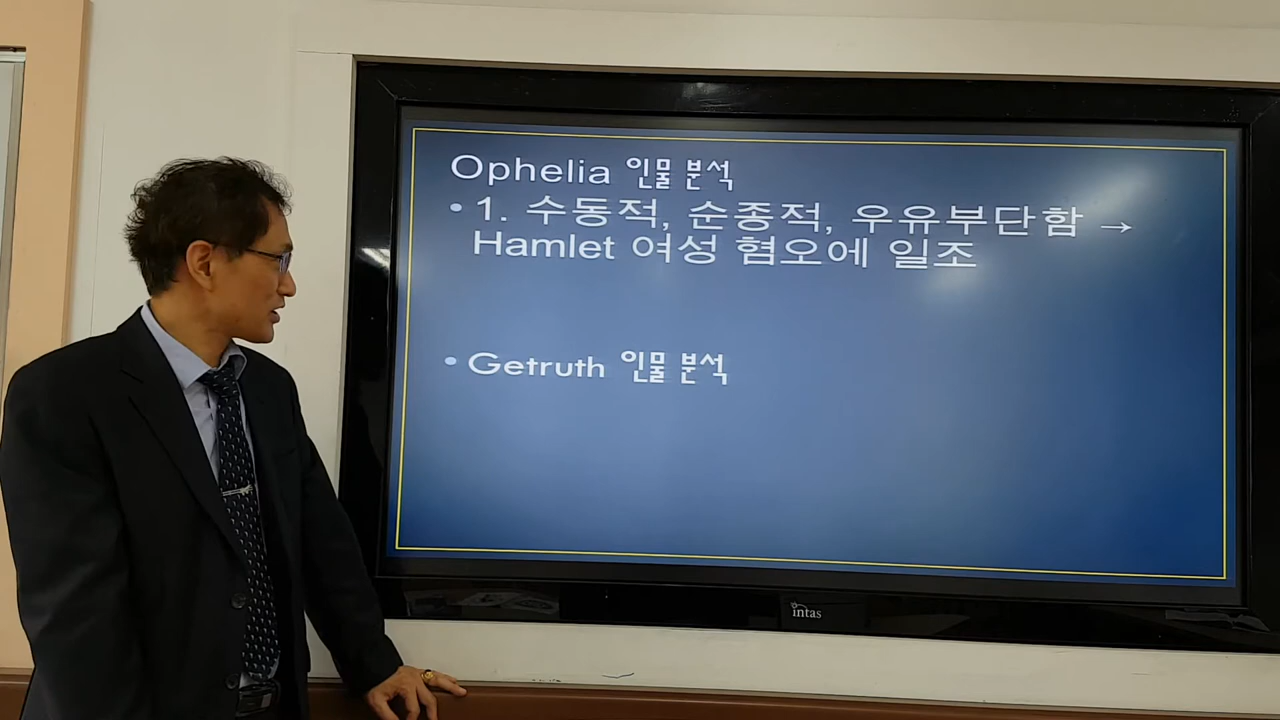 Ophelia 인물 분석
• 1. 수동적, 순종적, 우유부단함 →
Hamlet 여성 혐오에 일조
• Getruth 인물 분석
intas